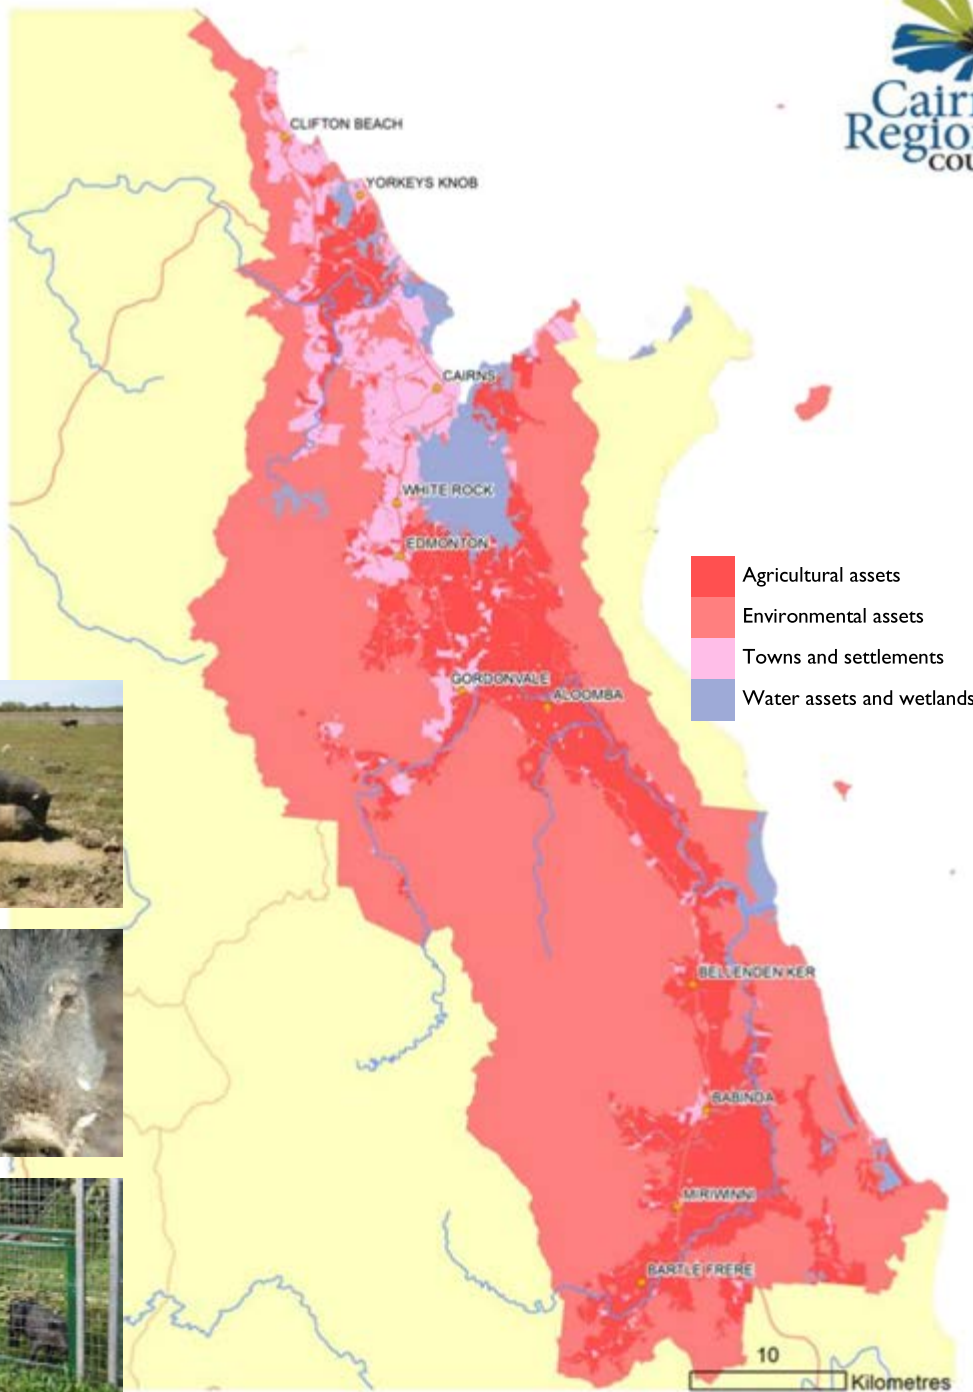 Cair
Regio
COU
CLIFTON BEACH
YORKEYS KNOB
CAIRNS
WHITE ROCK
EDMONTON
Agricultural assets
Environmental assets
Towns and settlements
Water assets and wetlands
GORDONVALE
ALOOMBA
BELLENDEN KER
BABINDA
MIRIWINNI
BARTLE FRERE
10
Kilometres